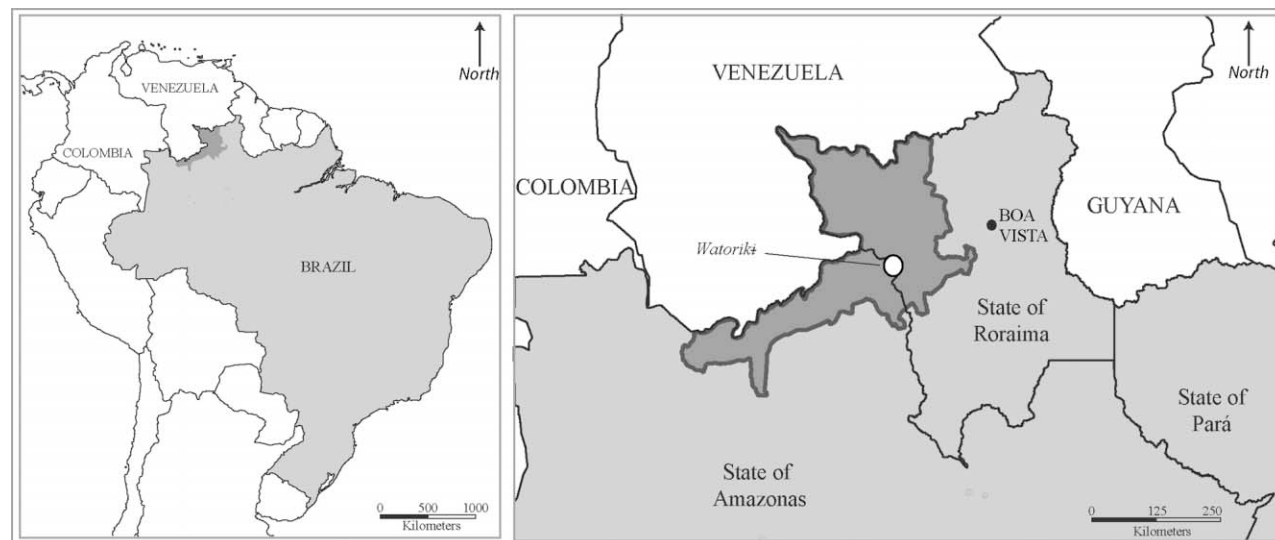 North
VENEZUELA
COLOMBIA
BRAZIL
0 500 1000
Kilometers
North
VENEZUELA
COLOMBIA
GUYANA
BOA
VISTA
Watorikɨ
State of
Roraima
State of
Pará
State of
Amazonas
0 125 250
Kilometers